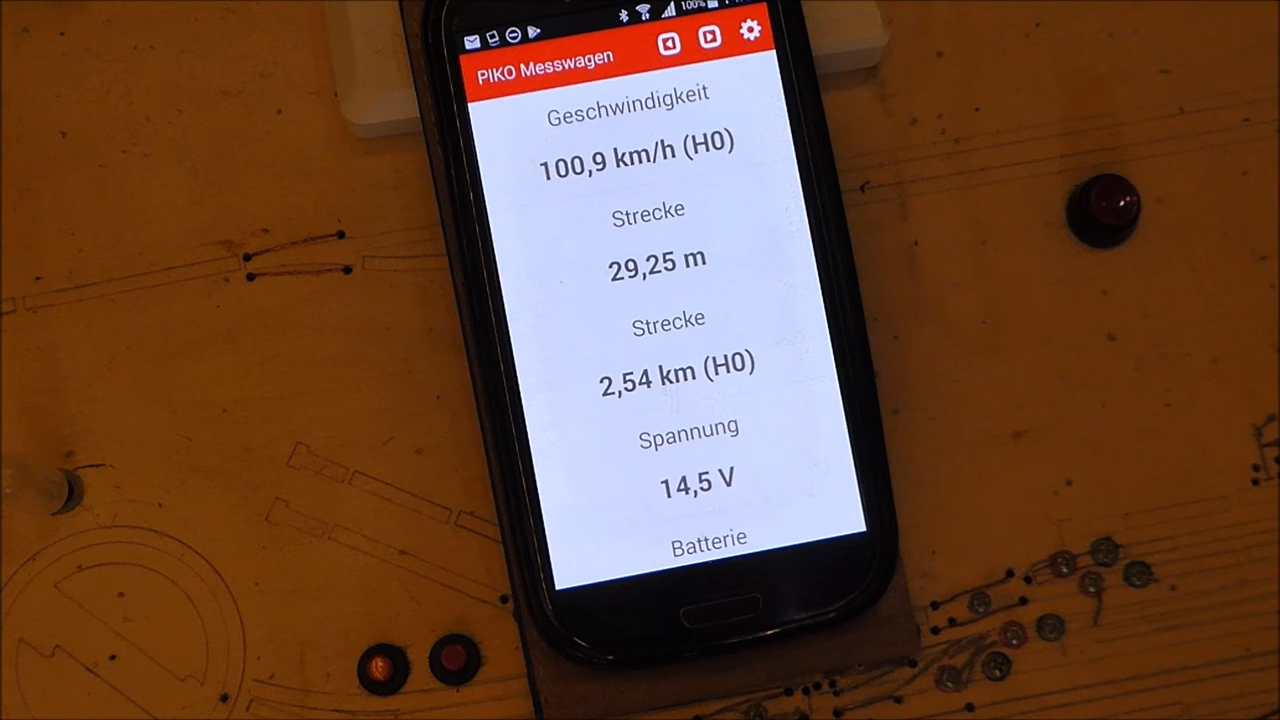 100%
PIKO Messwagen
Geschwindigkeit
100,9 km/h (H0)
Strecke
29,25 m
Strecke
2,54 km (H0)
Spannung
14,5 V
Batterie